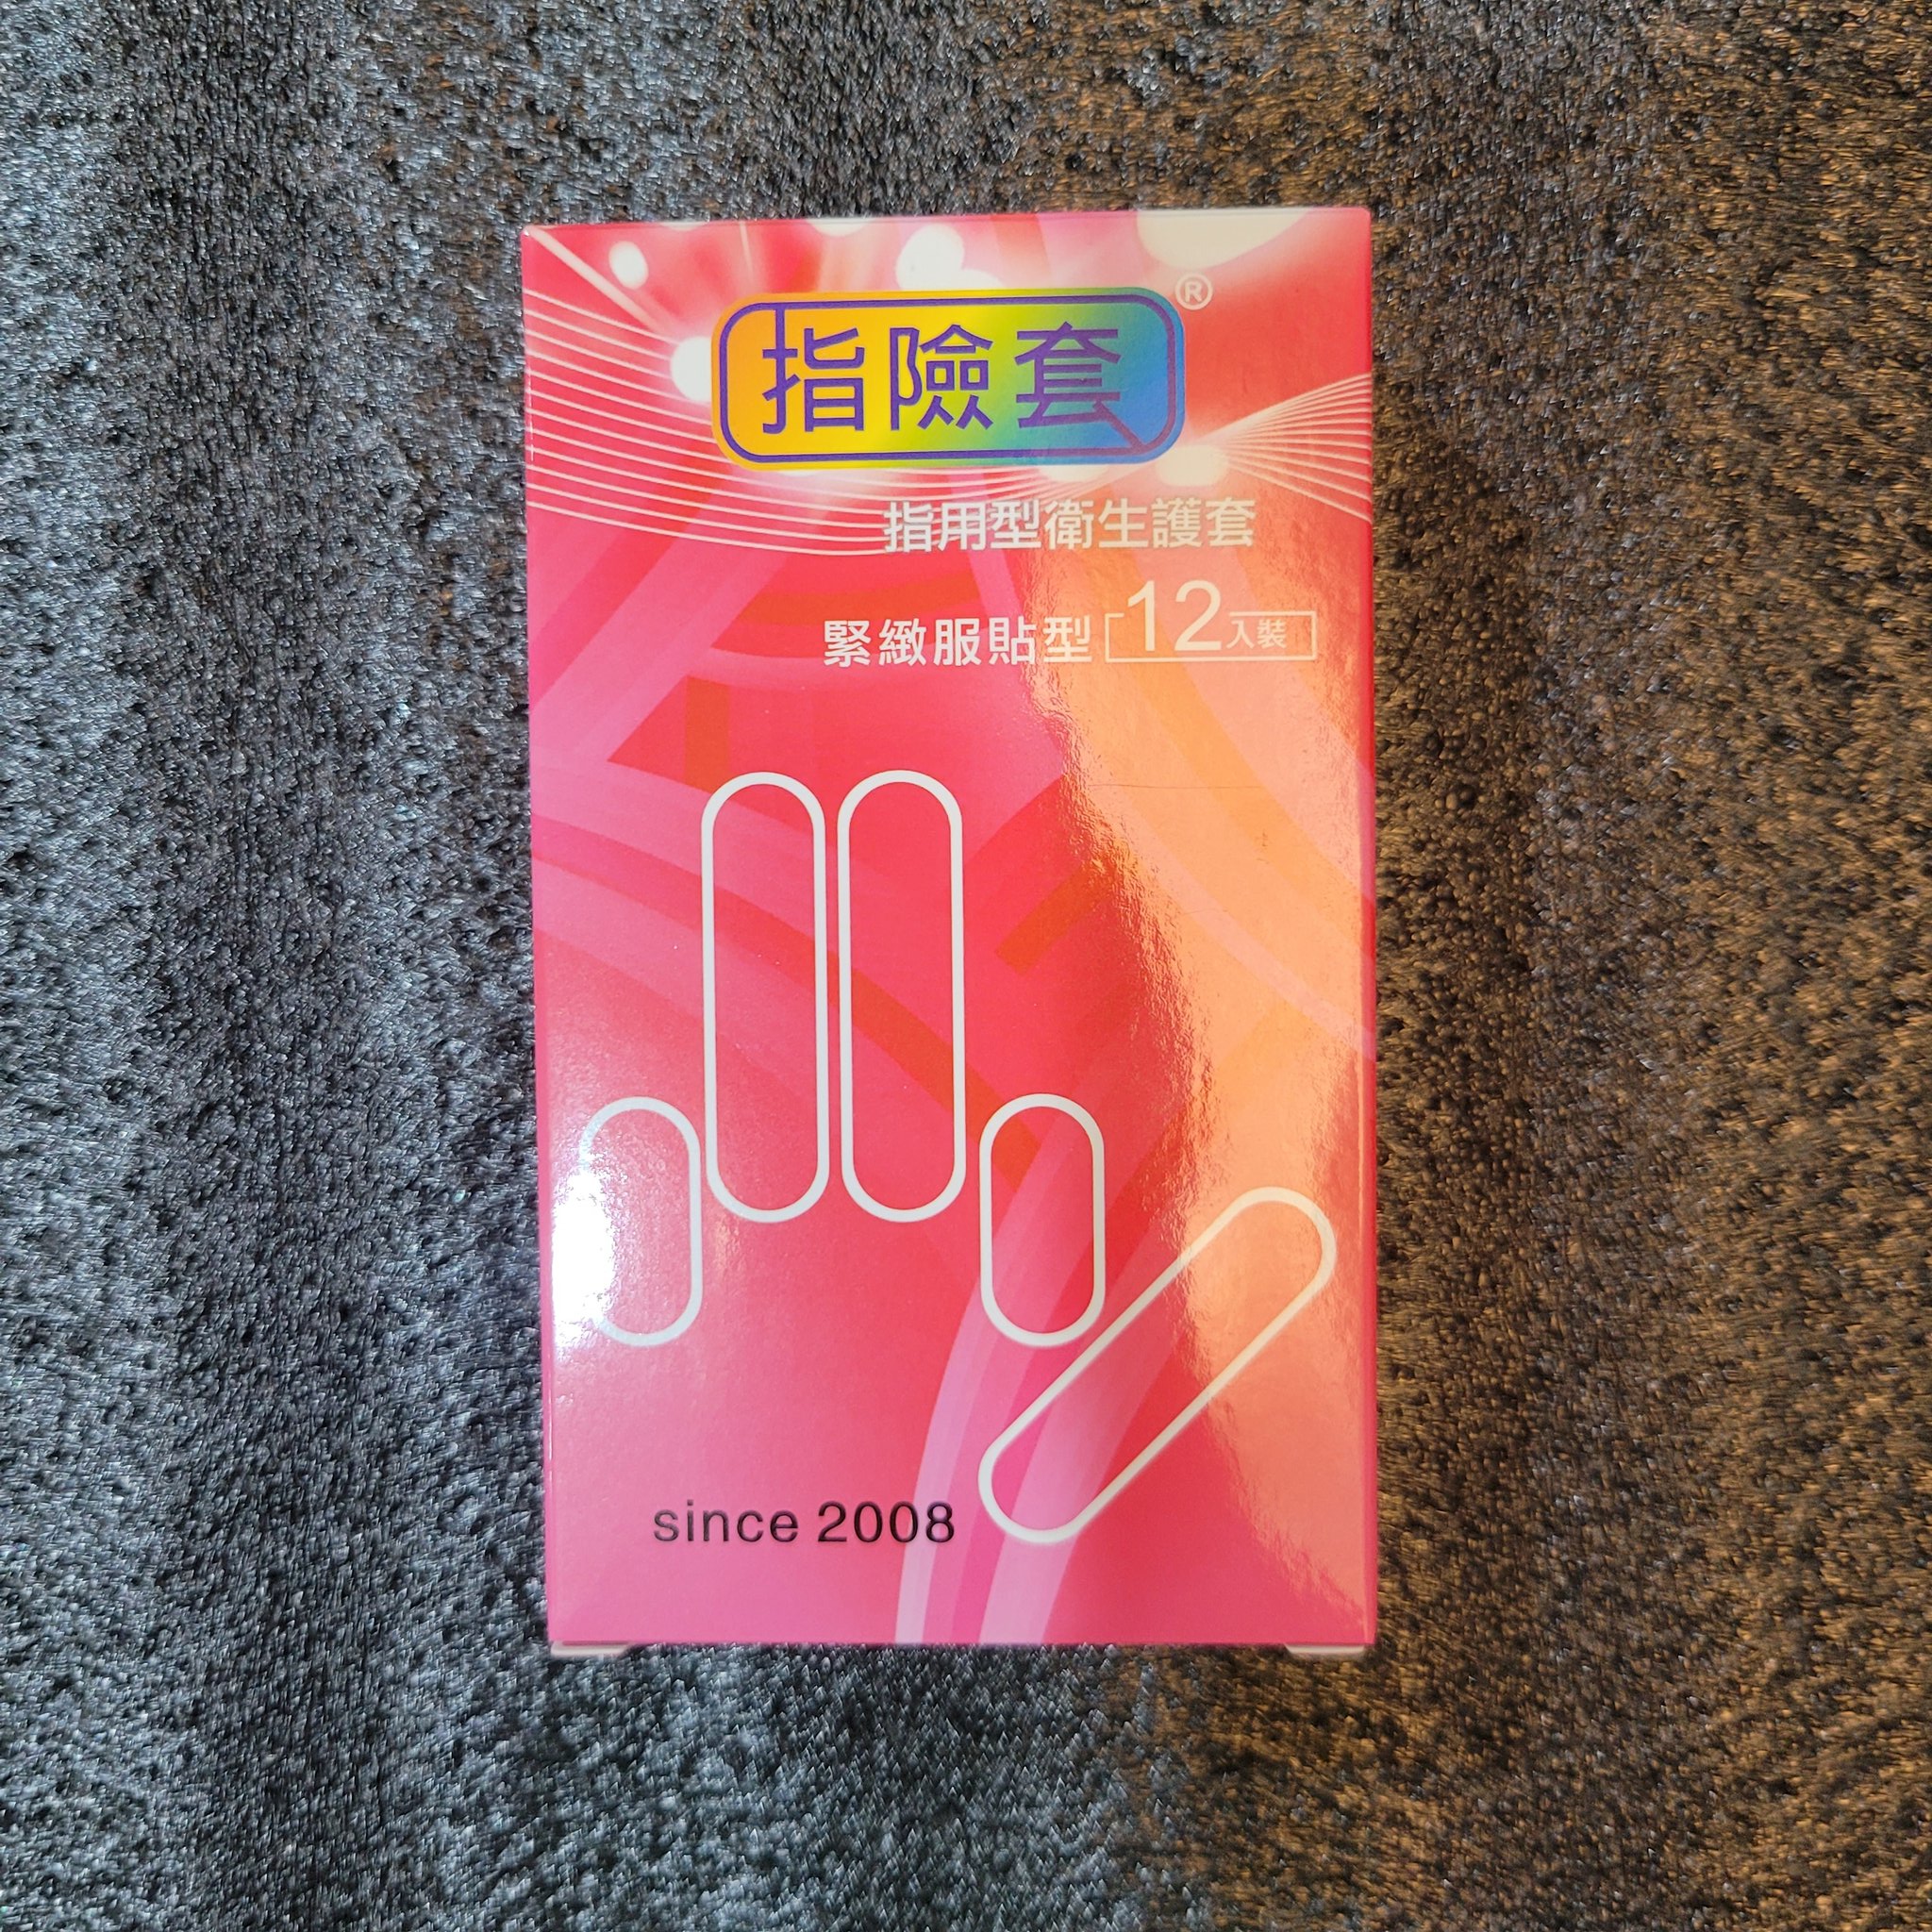 指險套®
指用型衛生護套
緊緻服貼型 12入裝
since 2008